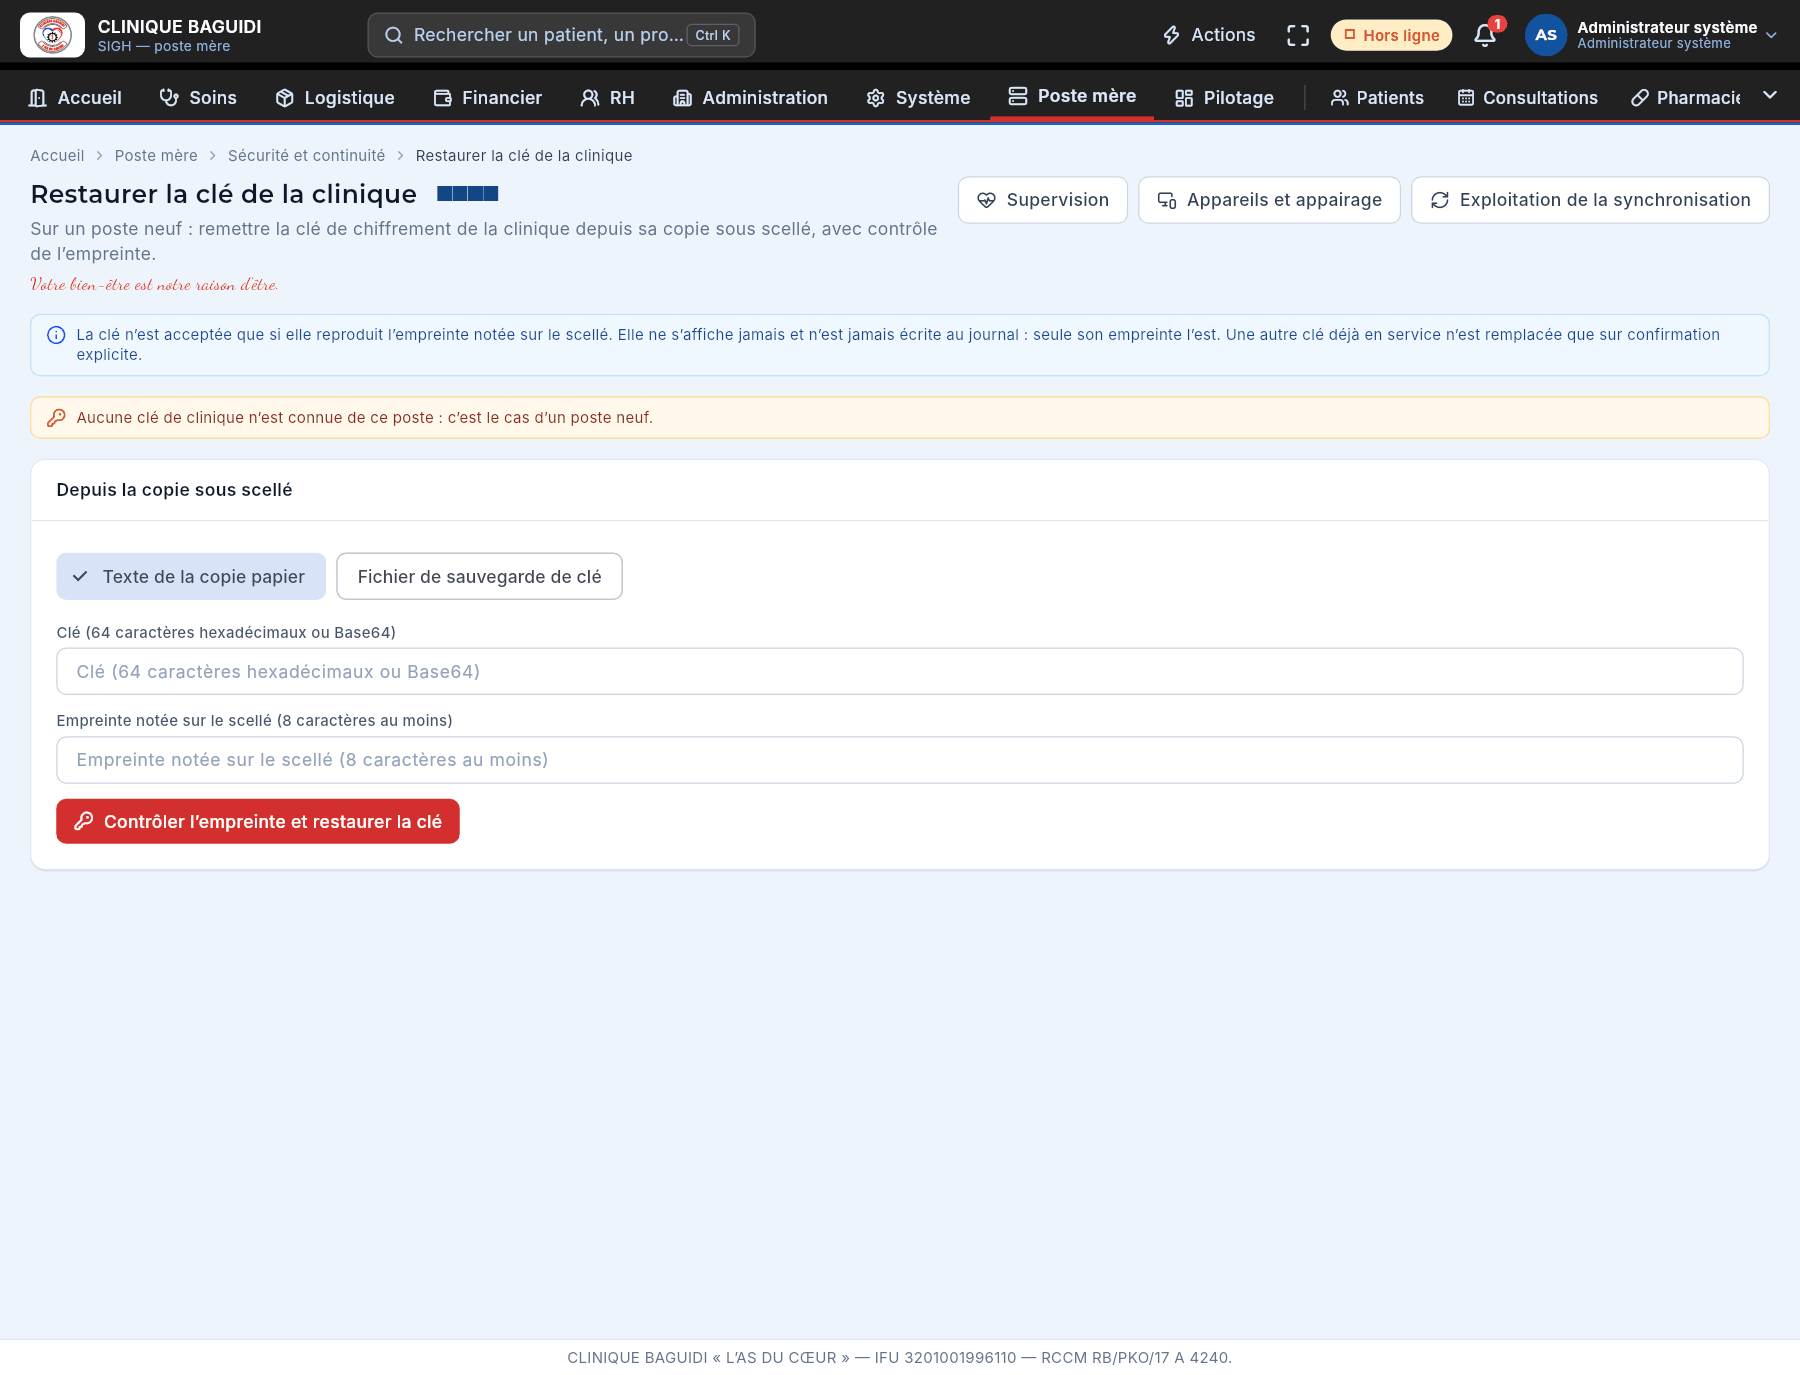 CLINIQUE BAGUIDI
SIGH — poste mère
Rechercher un patient, un pro... Ctrl K
Actions
Hors ligne
1
AS
Administrateur système
Administrateur système
Accueil Soins Logistique Financier RH Administration Système Poste mère Pilotage Patients Consultations Pharmacie
Accueil > Poste mère > Sécurité et continuité > Restaurer la clé de la clinique
Restaurer la clé de la clinique
Supervision
Appareils et appairage
Exploitation de la synchronisation
Sur un poste neuf : remettre la clé de chiffrement de la clinique depuis sa copie sous scellé, avec contrôle
de l’empreinte.
Votre bien-être est notre raison d'être.
La clé n’est acceptée que si elle reproduit l’empreinte notée sur le scellé. Elle ne s’affiche jamais et n’est jamais écrite au journal : seule son empreinte l’est. Une autre clé déjà en service n’est remplacée que sur confirmation
explicite.
Aucune clé de clinique n’est connue de ce poste : c’est le cas d’un poste neuf.
Depuis la copie sous scellé
Texte de la copie papier
Fichier de sauvegarde de clé
Clé (64 caractères hexadécimaux ou Base64)
Clé (64 caractères hexadécimaux ou Base64)
Empreinte notée sur le scellé (8 caractères au moins)
Empreinte notée sur le scellé (8 caractères au moins)
Contrôler l’empreinte et restaurer la clé
CLINIQUE BAGUIDI « L’AS DU CŒUR » — IFU 3201001996110 — RCCM RB/PKO/17 A 4240.